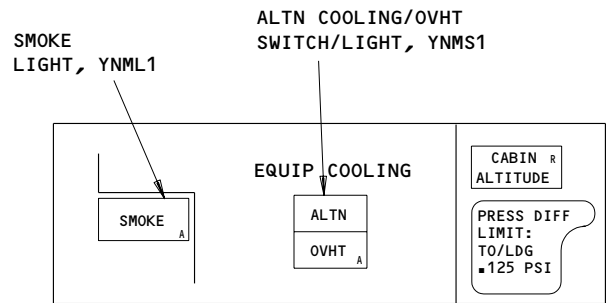 SMOKE
LIGHT, YNML1
ALTN COOLING/OVHT
SWITCH/LIGHT, YNMS1
EQUIP COOLING
SMOKE
A
ALTN
OVHT A
CABIN R
ALTITUDE
PRESS DIFF
LIMIT:
TO/LDG
.125 PSI